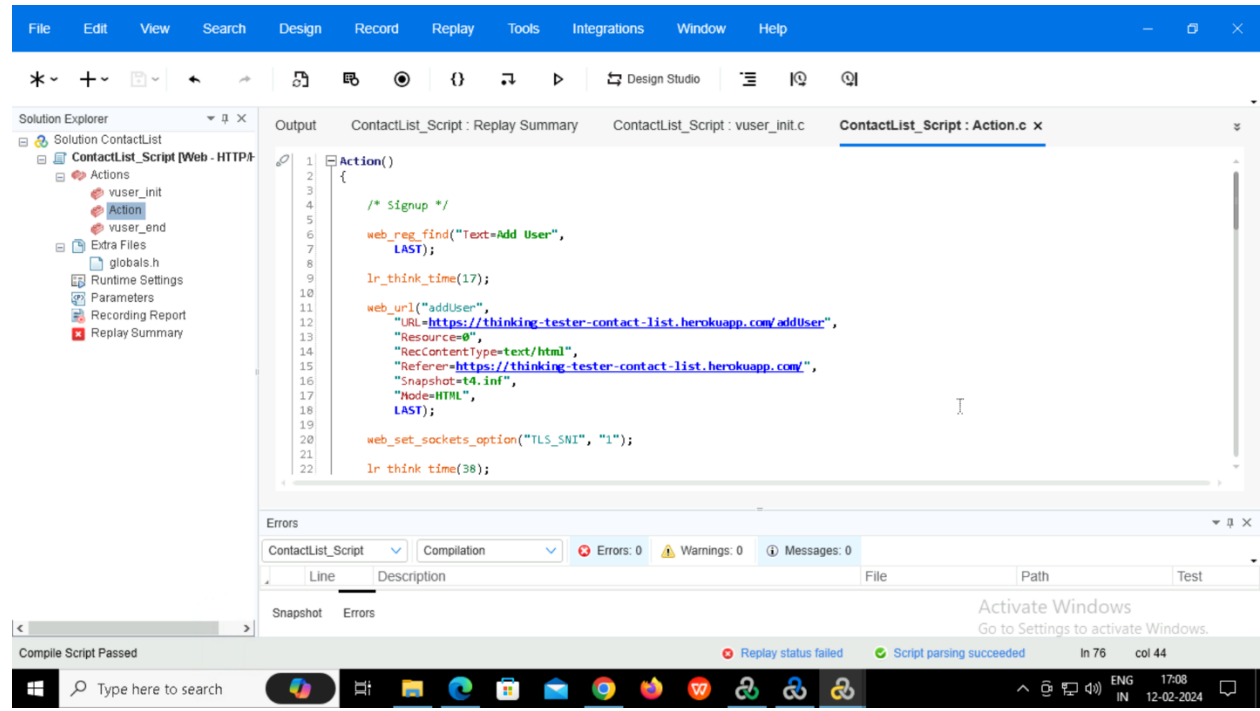 File Edit View Search Design Record Replay Tools Integrations Window Help
Design Studio
Solution Explorer
Solution ContactList
ContactList_Script [Web - HTTP/H
Actions
vuser_init
Action
vuser_end
Extra Files
globals.h
Runtime Settings
Parameters
Recording Report
Replay Summary
Output ContactList_Script : Replay Summary ContactList_Script : vuser_init.c ContactList_Script : Action.c
1 Action()
2 {
3
4 /* Signup */
5
6 web_reg_find("Text=Add User",
7 LAST);
8
9 lr_think_time(17);
10
11 web_url("addUser",
12 "URL=https://thinking-tester-contact-list.herokuapp.com/addUser",
13 "Resource=0",
14 "RecContentType=text/html",
15 "Referer=https://thinking-tester-contact-list.herokuapp.com/",
16 "Snapshot=t4.inf",
17 "Mode=HTML",
18 LAST);
19
20 web_set_sockets_option("TLS_SNI", "1");
21
22 lr_think_time(38);
Errors
ContactList_Script Compilation Errors: 0 Warnings: 0 Messages: 0
Line Description File Path Test
Snapshot Errors
Activate Windows
Go to Settings to activate Windows.
Compile Script Passed Replay status failed Script parsing succeeded ln 76 col 44
Type here to search
ENG
IN
17:08
12-02-2024